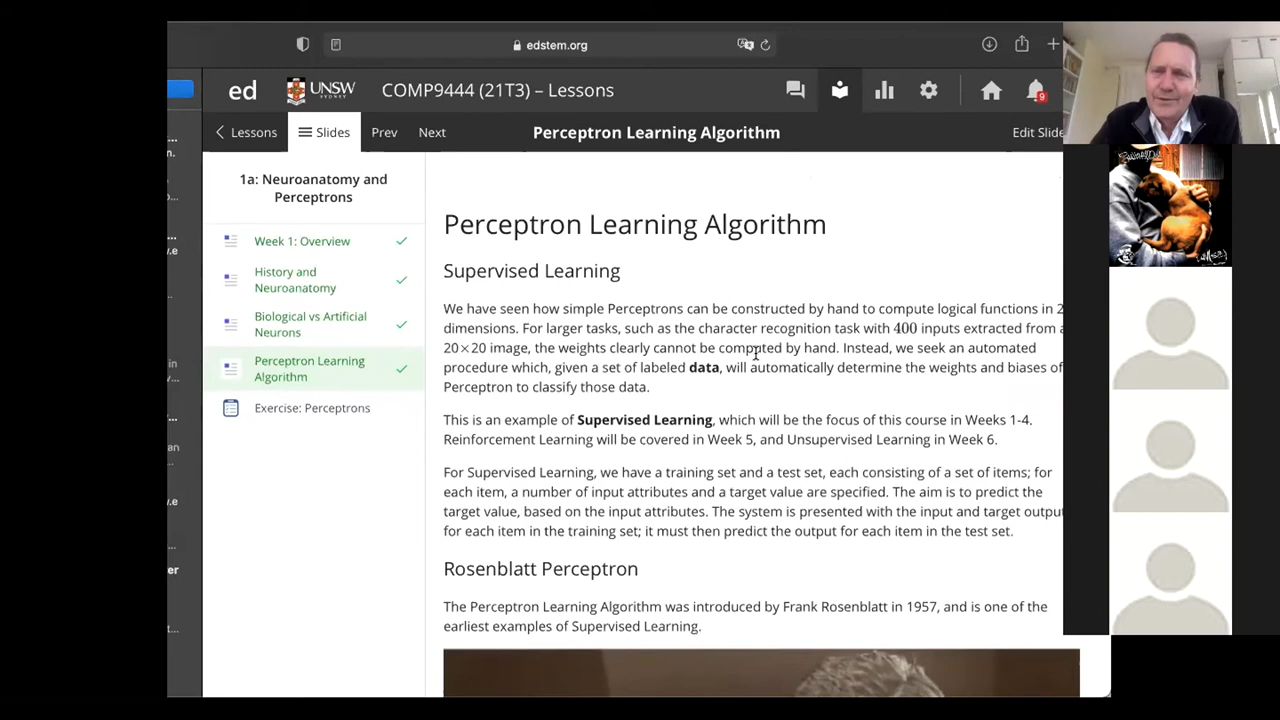 edstem.org
ed
UNSW
SYDNEY
COMP9444 (21T3) – Lessons
9
Lessons
Slides
Prev
Next
Perceptron Learning Algorithm
Edit Slide
1a: Neuroanatomy and
Perceptrons
Week 1: Overview
History and
Neuroanatomy
Biological vs Artificial
Neurons
Perceptron Learning
Algorithm
Exercise: Perceptrons
Perceptron Learning Algorithm
Supervised Learning
We have seen how simple Perceptrons can be constructed by hand to compute logical functions in 2
dimensions. For larger tasks, such as the character recognition task with 400 inputs extracted from a
20×20 image, the weights clearly cannot be computed by hand. Instead, we seek an automated
procedure which, given a set of labeled data, will automatically determine the weights and biases of
Perceptron to classify those data.
This is an example of Supervised Learning, which will be the focus of this course in Weeks 1-4.
Reinforcement Learning will be covered in Week 5, and Unsupervised Learning in Week 6.
For Supervised Learning, we have a training set and a test set, each consisting of a set of items; for
each item, a number of input attributes and a target value are specified. The aim is to predict the
target value, based on the input attributes. The system is presented with the input and target output
for each item in the training set; it must then predict the output for each item in the test set.
Rosenblatt Perceptron
The Perceptron Learning Algorithm was introduced by Frank Rosenblatt in 1957, and is one of the
earliest examples of Supervised Learning.